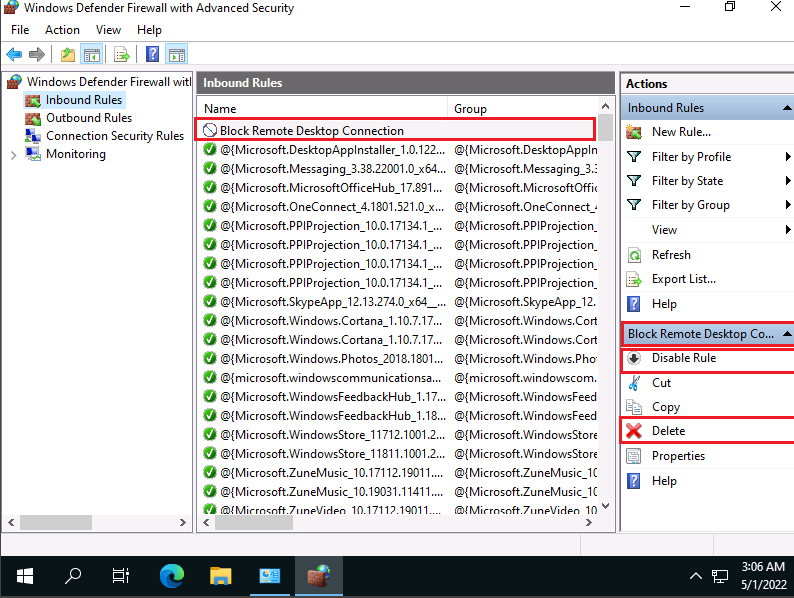 Windows Defender Firewall with Advanced Security
File Action View Help
Windows Defender Firewall wit
Inbound Rules
Outbound Rules
Connection Security Rules
Monitoring
Inbound Rules
Name Group
Block Remote Desktop Connection
@{Microsoft.DesktopAppInstaller_1.0.122... @{Microsoft.DesktopAppIn
@{Microsoft.Messaging_3.38.22001.0_x64... @{Microsoft.Messaging_3.3
@{Microsoft.MicrosoftOfficeHub_17.891... @{Microsoft.MicrosoftOffic
@{Microsoft.OneConnect_4.1801.521.0_x... @{Microsoft.OneConnect_4
@{Microsoft.PPIProjection_10.0.17134.1_... @{Microsoft.PPIProjection_
@{Microsoft.PPIProjection_10.0.17134.1_... @{Microsoft.PPIProjection_
@{Microsoft.PPIProjection_10.0.17134.1_... @{Microsoft.PPIProjection_
@{Microsoft.PPIProjection_10.0.17134.1_... @{Microsoft.PPIProjection_
@{Microsoft.SkypeApp_12.13.274.0_x64__... @{Microsoft.SkypeApp_12.
@{Microsoft.Windows.Cortana_1.10.7.17... @{Microsoft.Windows.Cort
@{Microsoft.Windows.Cortana_1.10.7.17... @{Microsoft.Windows.Cort
@{Microsoft.Windows.Photos_2018.1801... @{Microsoft.Windows.Pho
@{microsoft.windowscommunicationsa... @{microsoft.windowscom.
@{Microsoft.WindowsFeedbackHub_1.17... @{Microsoft.WindowsFeed
@{Microsoft.WindowsFeedbackHub_1.18... @{Microsoft.WindowsFeed
@{Microsoft.WindowsStore_11712.1001.2... @{Microsoft.WindowsStore
@{Microsoft.WindowsStore_11811.1001.2... @{Microsoft.WindowsStore
@{Microsoft.ZuneMusic_10.17112.19011.... @{Microsoft.ZuneMusic_10
@{Microsoft.ZuneMusic_10.19031.11411.... @{Microsoft.ZuneMusic_10
@{Microsoft.ZuneVideo_10.17112.19011.... @{Microsoft.ZuneVideo_10.
Actions
Inbound Rules
New Rule...
Filter by Profile
Filter by State
Filter by Group
View
Refresh
Export List...
Help
Block Remote Desktop Co...
Disable Rule
Cut
Copy
Delete
Properties
Help
3:06 AM
5/1/2022